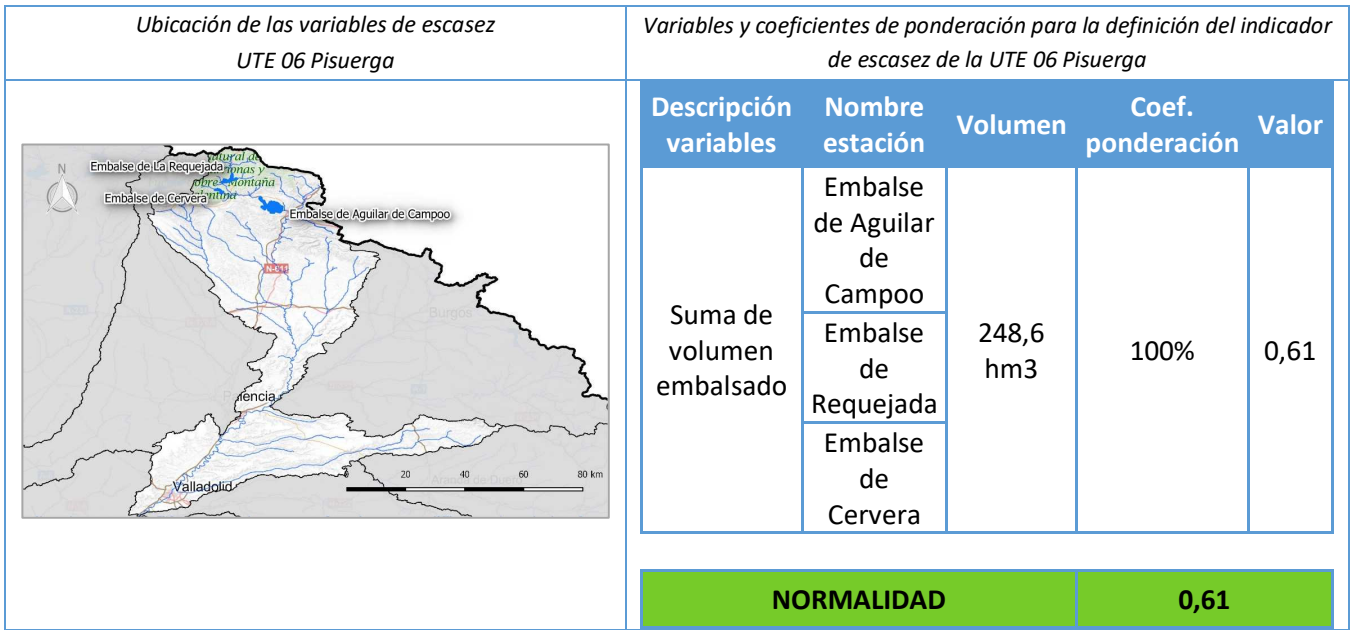 Ubicación de las variables de escasez
UTE 06 Pisuerga
Variables y coeficientes de ponderación para la definición del indicador
de escasez de la UTE 06 Pisuerga
N
Embalse de La Requejada
Embalse de Cervera
Embalse de Aguilar de Campoo
Montaña
Burgos
Valladolid
20
40
60
80 km
Descripción
variables
Nombre
estación
Volumen
Coef.
ponderación
Valor
Suma de
volumen
embalsado
Embalse
de Aguilar
de
Campoo
Embalse
de
Requejada
Embalse
de
Cervera
248,6
hm3
100%
0,61
NORMALIDAD
0,61